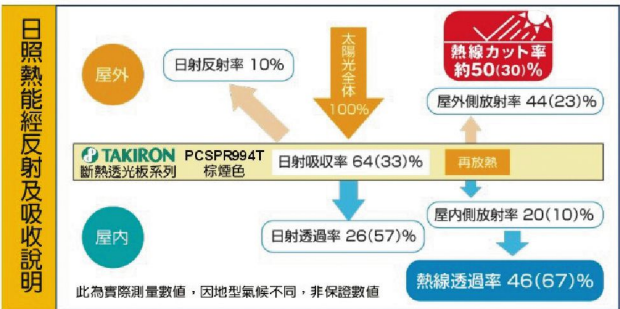 日照熱能經反射及吸收說明
屋外
日射反射率 10%
太陽光全体
100%
熱線カット率
約50(30)%
屋外側放射率 44(23)%
TAKIRON
斷熱透光板系列
PCSPR994T
棕煙色
日射吸収率 64(33)%
再放熱
屋内
日射透過率 26(57)%
屋内側放射率 20(10)%
熱線透過率 46(67)%
此為實際測量數值，因地型氣候不同，非保證數值